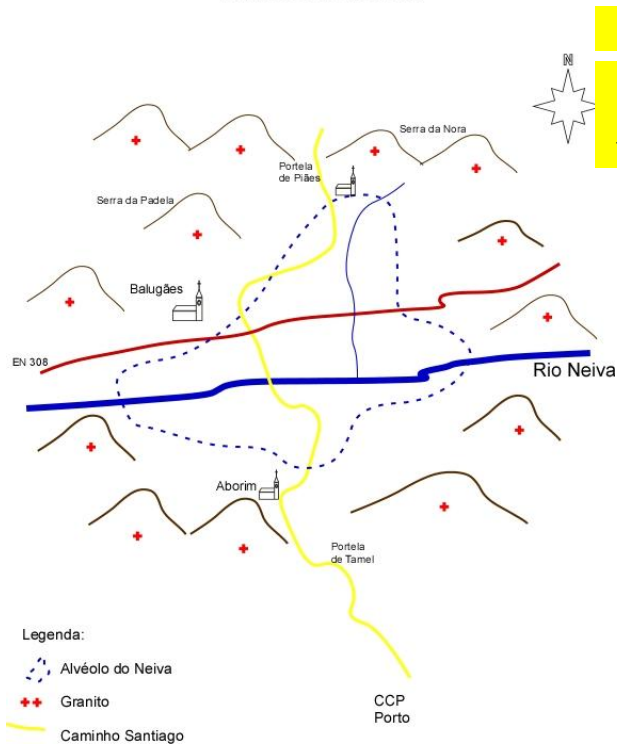 N
Serra da Nora
Portela
de Piães
Serra da Padela
Balugães
EN 308
Rio Neiva
Aborim
Portela
de Tamel
Legenda:
Alvéolo do Neiva
Granito
Caminho Santiago
CCP
Porto